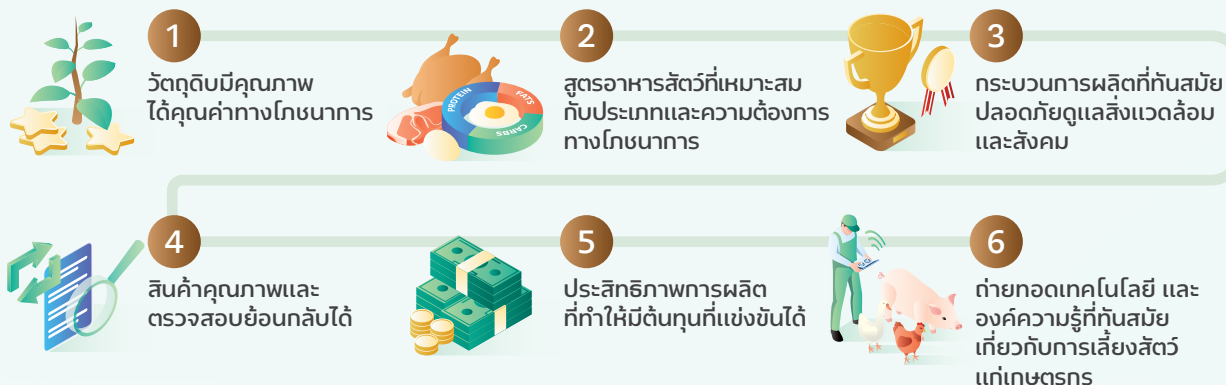 1
วัตถุดิบมีคุณภาพ
ได้คุณค่าทางโภชนาการ
PROTEIN
FATS
CARBS
2
สูตรอาหารสัตว์ที่เหมาะสม
กับประเภทและความต้องการ
ทางโภชนาการ
3
กระบวนการผลิตที่ทันสมัย
ปลอดภัยดูแลสิ่งแวดล้อม
และสังคม
4
สินค้าคุณภาพและ
ตรวจสอบย้อนกลับได้
5
ประสิทธิภาพการผลิต
ที่ทำให้มีต้นทุนที่แข่งขันได้
5G
6
ถ่ายทอดเทคโนโลยี และ
องค์ความรู้ที่ทันสมัย
เกี่ยวกับการเลี้ยงสัตว์
แก่เกษตรกร